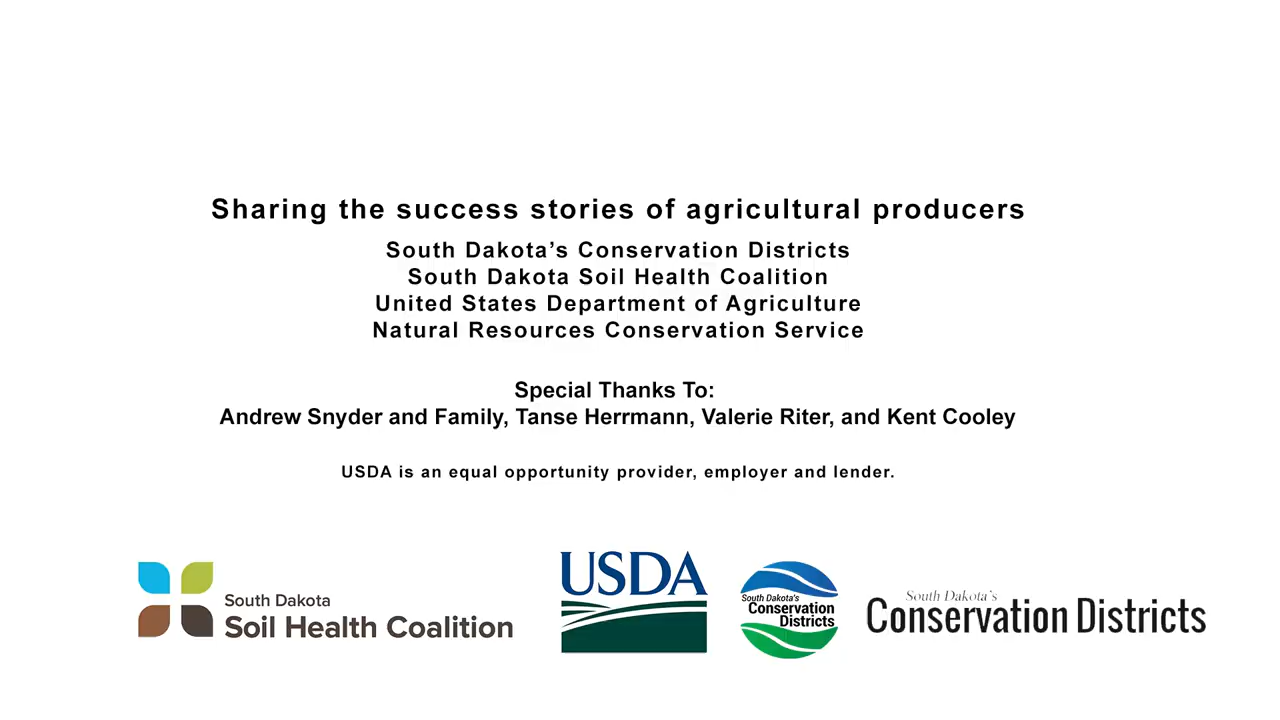 Sharing the success stories of agricultural producers
South Dakota’s Conservation Districts
South Dakota Soil Health Coalition
United States Department of Agriculture
Natural Resources Conservation Service
Special Thanks To:
Andrew Snyder and Family, Tanse Herrmann, Valerie Riter, and Kent Cooley
USDA is an equal opportunity provider, employer and lender.
South Dakota
Soil Health Coalition
USDA
South Dakota's
Conservation
Districts
South Dakota's
Conservation Districts